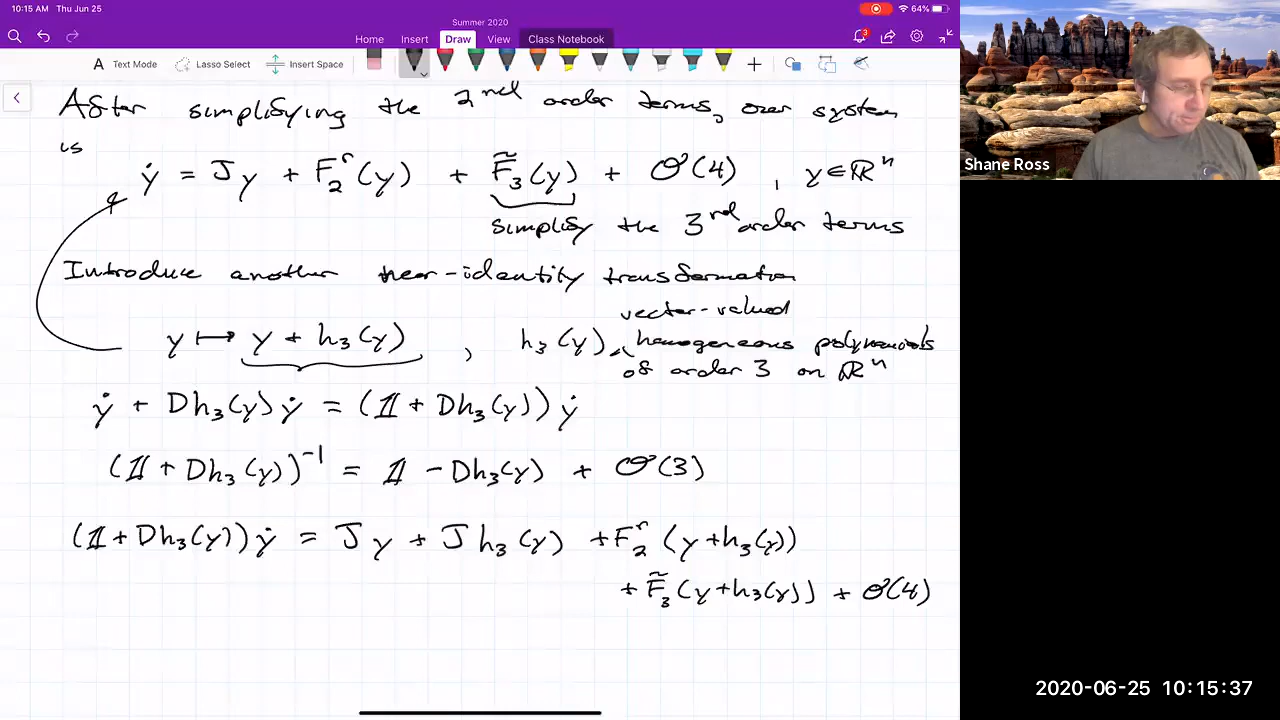 10:15 AM Thu Jun 25
64%
Summer 2020
Home Insert Draw View Class Notebook
3
A Text Mode Lasso Select Insert Space
After simplifying the 2nd order terms, our system
is
ẏ = Jy + F₂ʳ(y) + F̃₃(y) + O(4) , y∈ℝⁿ
simplify the 3rd order terms
Introduce another near-identity transformation
vector-valued
y ↦ y + h₃(y) , h₃(y) homogeneous polynomials
of order 3 on ℝⁿ
ẏ + Dh₃(y)ẏ = (𝟙 + Dh₃(y))ẏ
(𝟙 + Dh₃(y))⁻¹ = 𝟙 - Dh₃(y) + O(3)
(𝟙 + Dh₃(y))ẏ = Jy + Jh₃(y) + F₂ʳ(y+h₃(y))
+ F̃₃(y+h₃(y)) + O(4)
Shane Ross
2020-06-25 10:15:37